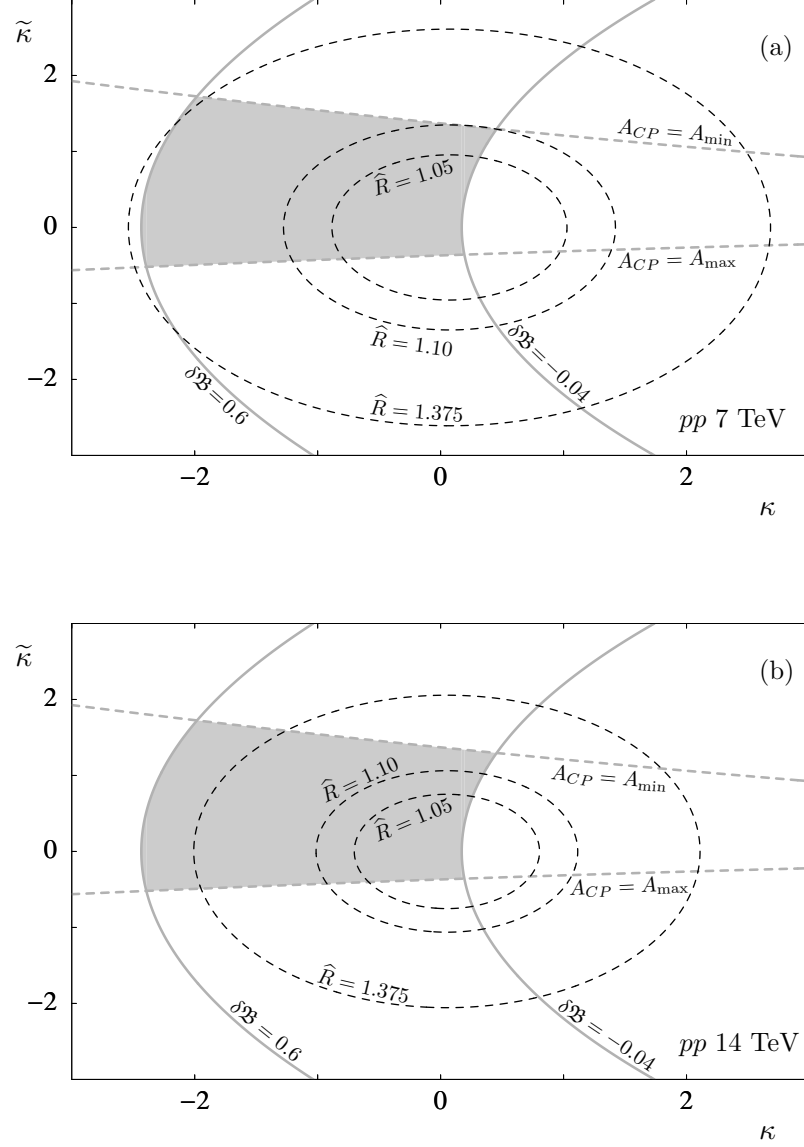 κ̃
(a)
2
A_CP = A_min
R̂ = 1.05
0
A_CP = A_max
R̂ = 1.10
δ𝔅=−0.04
δ𝔅=0.6
−2
R̂ = 1.375
pp 7 TeV
−2 0 2
κ
κ̃
(b)
2
R̂ = 1.10
A_CP = A_min
R̂ = 1.05
0
A_CP = A_max
R̂ = 1.375
−2
δ𝔅=0.6
δ𝔅=−0.04
pp 14 TeV
−2 0 2
κ